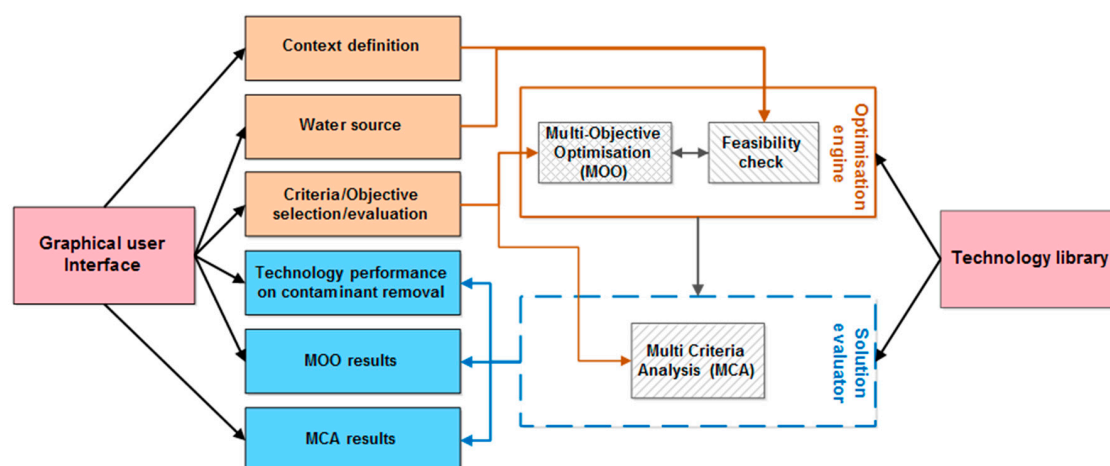 Context definition
Water source
Criteria/Objective
selection/evaluation
Graphical user
Interface
Technology performance
on contaminant removal
MOO results
MCA results
Multi-Objective
Optimisation
(MOO)
Feasibility
check
Optimisation
engine
Multi Criteria
Analysis (MCA)
Solution
evaluator
Technology library